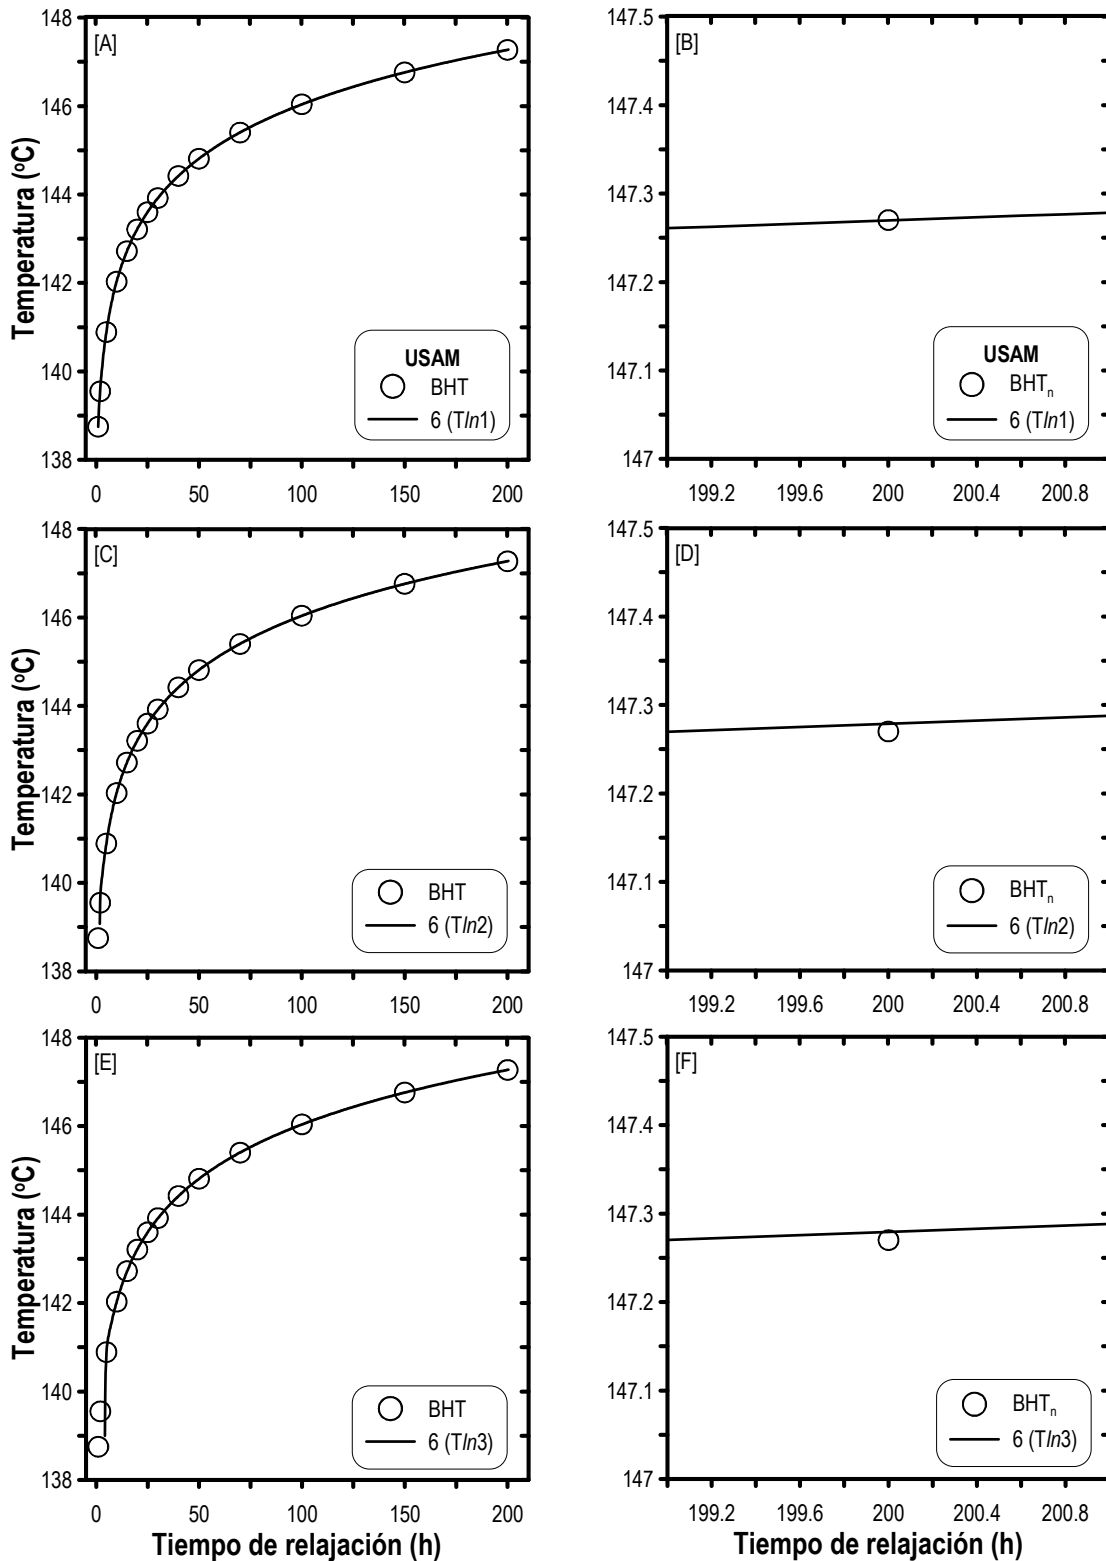 [A]
148
146
144
142
140
138
Temperatura (ºC)
USAM
BHT
6 (Tln1)
0 50 100 150 200
[B]
147.5
147.4
147.3
147.2
147.1
147
USAM
BHTn
6 (Tln1)
199.2 199.6 200 200.4 200.8
[C]
148
146
144
142
140
138
Temperatura (ºC)
BHT
6 (Tln2)
0 50 100 150 200
[D]
147.5
147.4
147.3
147.2
147.1
147
BHTn
6 (Tln2)
199.2 199.6 200 200.4 200.8
[E]
148
146
144
142
140
138
Temperatura (ºC)
BHT
6 (Tln3)
0 50 100 150 200
Tiempo de relajación (h)
[F]
147.5
147.4
147.3
147.2
147.1
147
BHTn
6 (Tln3)
199.2 199.6 200 200.4 200.8
Tiempo de relajación (h)